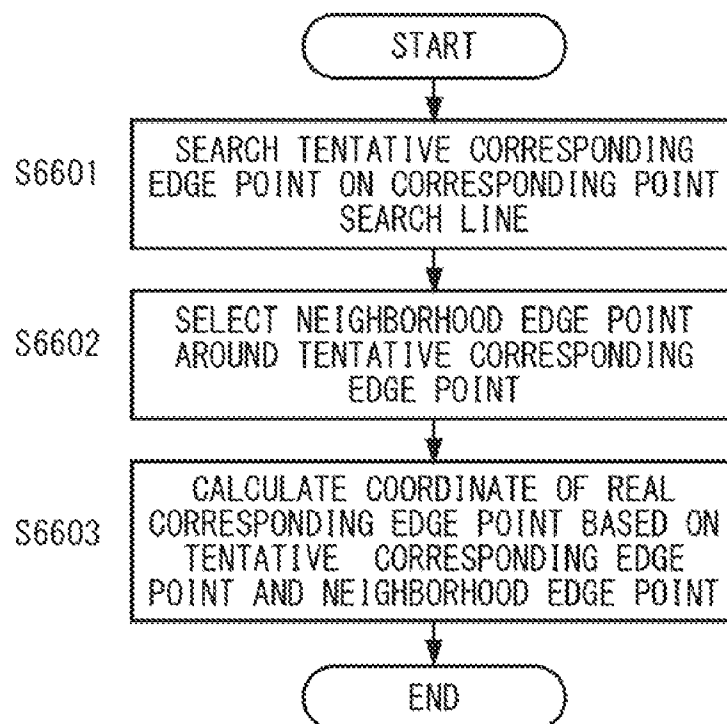 START
S6601
SEARCH TENTATIVE CORRESPONDING
EDGE POINT ON CORRESPONDING POINT
SEARCH LINE
S6602
SELECT NEIGHBORHOOD EDGE POINT
AROUND TENTATIVE CORRESPONDING
EDGE POINT
S6603
CALCULATE COORDINATE OF REAL
CORRESPONDING EDGE POINT BASED ON
TENTATIVE CORRESPONDING EDGE
POINT AND NEIGHBORHOOD EDGE POINT
END